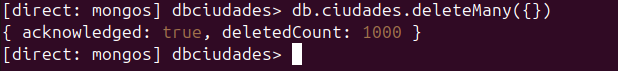 [direct: mongos] dbciudades> db.ciudades.deleteMany({})
{ acknowledged: true, deletedCount: 1000 }
[direct: mongos] dbciudades>